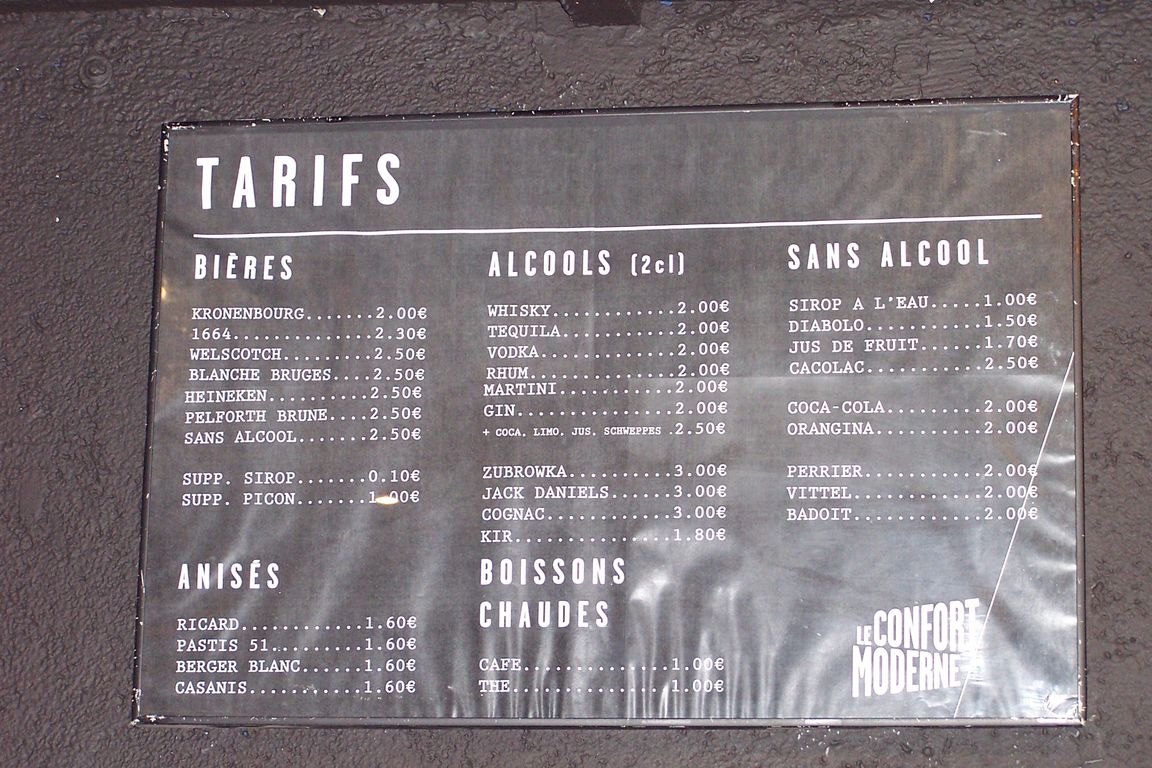 TARIFS
BIÈRES
KRONENBOURG.......2.00€
1664..............2.30€
WELSCOTCH.........2.50€
BLANCHE BRUGES....2.50€
HEINEKEN..........2.50€
PELFORTH BRUNE....2.50€
SANS ALCOOL.......2.50€
SUPP. SIROP.......0.10€
SUPP. PICON.......1.00€
ANISÉS
RICARD............1.60€
PASTIS 51.........1.60€
BERGER BLANC......1.60€
CASANIS...........1.60€
ALCOOLS (2cl)
WHISKY............2.00€
TEQUILA...........2.00€
VODKA.............2.00€
RHUM..............2.00€
MARTINI...........2.00€
GIN...............2.00€
+ COCA, LIMO, JUS, SCHWEPPES .2.50€
ZUBROWKA..........3.00€
JACK DANIELS......3.00€
COGNAC............3.00€
KIR...............1.80€
BOISSONS
CHAUDES
CAFE..............1.00€
THE...............1.00€
SANS ALCOOL
SIROP A L'EAU.....1.00€
DIABOLO...........1.50€
JUS DE FRUIT......1.70€
CACOLAC...........2.50€
COCA-COLA.........2.00€
ORANGINA..........2.00€
PERRIER...........2.00€
VITTEL............2.00€
BADOIT............2.00€
LE CONFORT
MODERNE